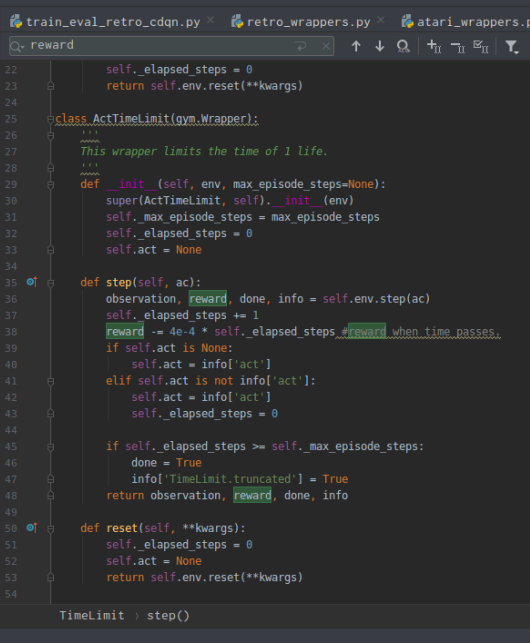 train_eval_retro_cdqn.py × retro_wrappers.py × atari_wrappers.p
reward
22 self._elapsed_steps = 0
23 return self.env.reset(**kwargs)
24
25 class ActTimeLimit(gym.Wrapper):
26 '''
27 This wrapper limits the time of 1 life.
28 '''
29 def __init__(self, env, max_episode_steps=None):
30 super(ActTimeLimit, self).__init__(env)
31 self._max_episode_steps = max_episode_steps
32 self._elapsed_steps = 0
33 self.act = None
34
35 def step(self, ac):
36 observation, reward, done, info = self.env.step(ac)
37 self._elapsed_steps += 1
38 reward -= 4e-4 * self._elapsed_steps #reward when time passes.
39 if self.act is None:
40 self.act = info['act']
41 elif self.act is not info['act']:
42 self.act = info['act']
43 self._elapsed_steps = 0
44
45 if self._elapsed_steps >= self._max_episode_steps:
46 done = True
47 info['TimeLimit.truncated'] = True
48 return observation, reward, done, info
49
50 def reset(self, **kwargs):
51 self._elapsed_steps = 0
52 self.act = None
53 return self.env.reset(**kwargs)
54
TimeLimit › step()